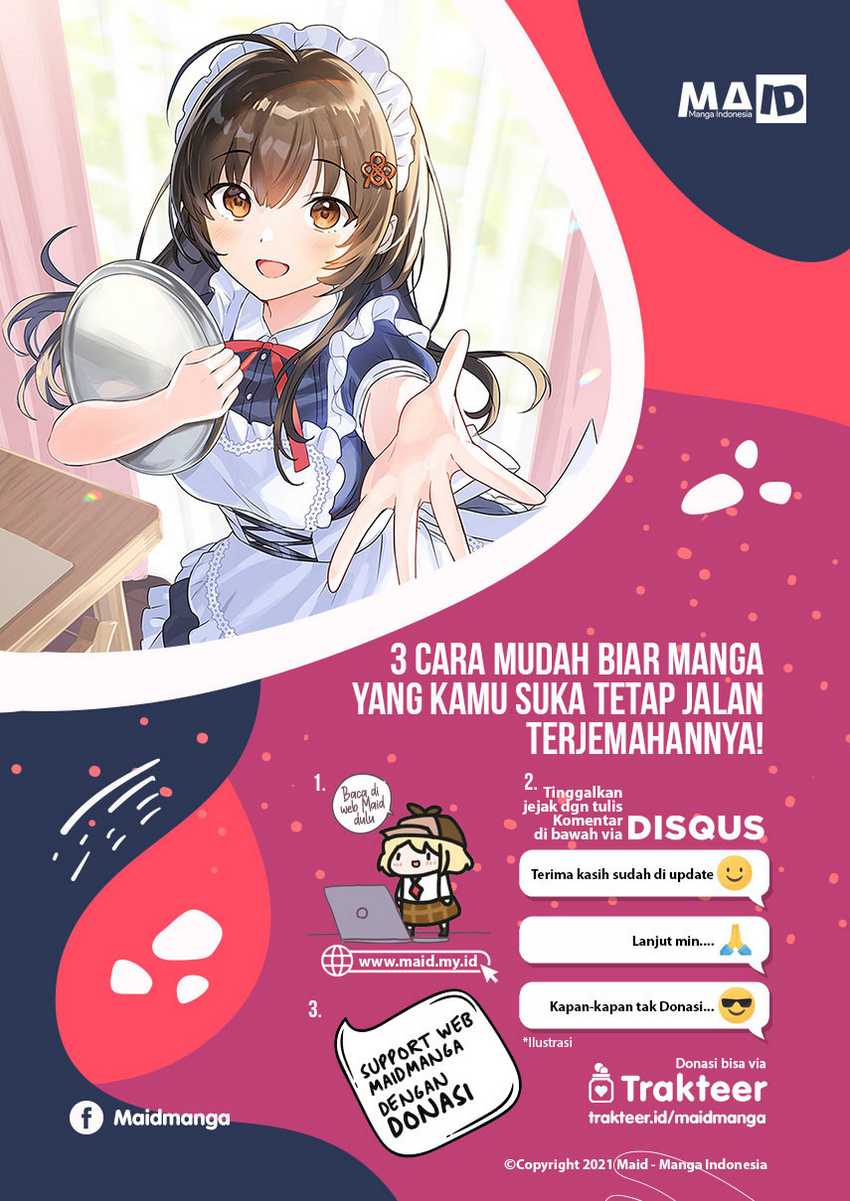 MAID
Manga Indonesia
3 CARA MUDAH BIAR MANGA
YANG KAMU SUKA TETAP JALAN
TERJEMAHANNYA!
1.
Baca di
web Maid
dulu
www.maid.my.id
2. Tinggalkan
jejak dgn tulis
Komentar
di bawah via DISQUS
Terima kasih sudah di update
Lanjut min....
Kapan-kapan tak Donasi...
*Ilustrasi
3.
SUPPORT WEB
MAIDMANGA
DENGAN
DONASI
Donasi bisa via
Trakteer
trakteer.id/maidmanga
f Maidmanga
©Copyright 2021 Maid - Manga Indonesia